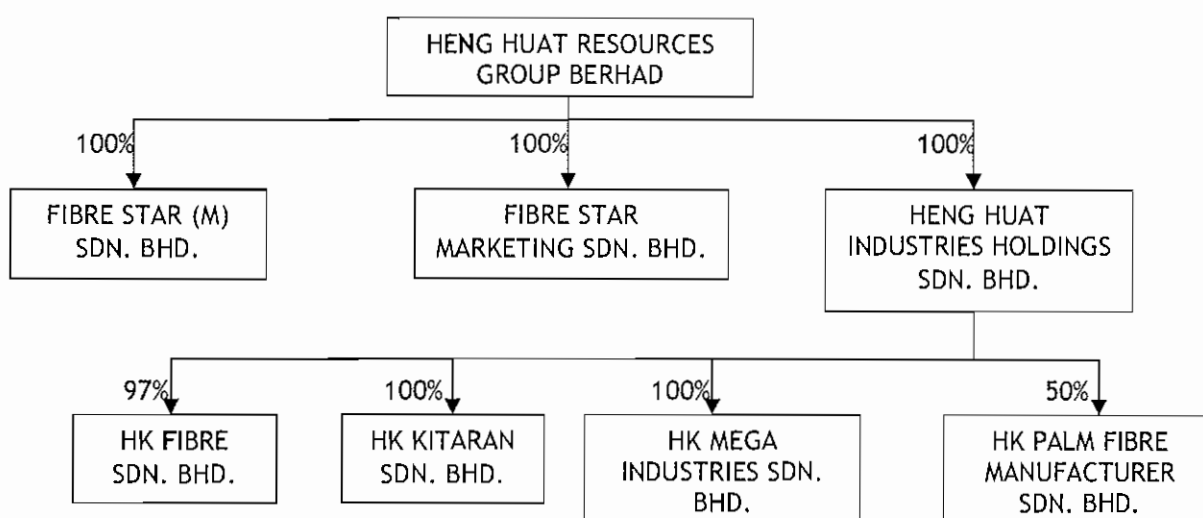 HENG HUAT RESOURCES
GROUP BERHAD
100%
100%
100%
FIBRE STAR (M)
SDN. BHD.
FIBRE STAR
MARKETING SDN. BHD.
HENG HUAT
INDUSTRIES HOLDINGS
SDN. BHD.
97%
100%
100%
50%
HK FIBRE
SDN. BHD.
HK KITARAN
SDN. BHD.
HK MEGA
INDUSTRIES SDN.
BHD.
HK PALM FIBRE
MANUFACTURER
SDN. BHD.